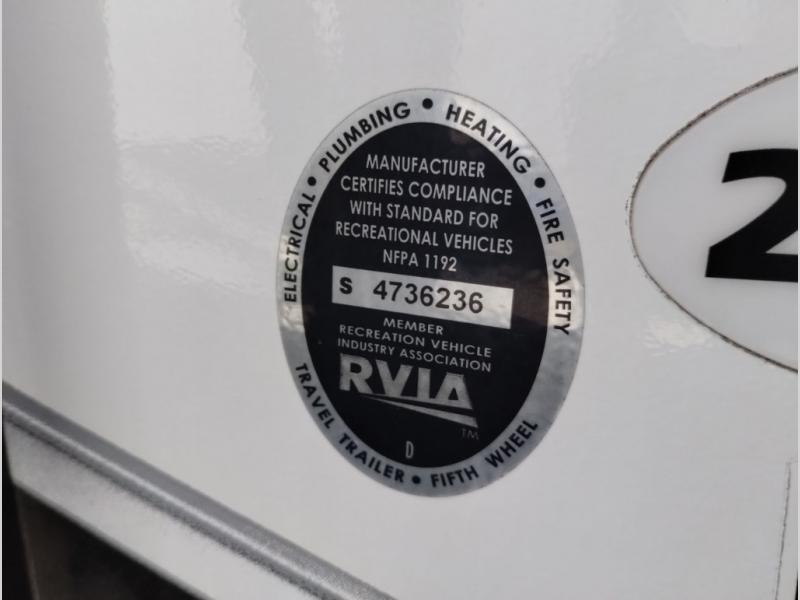 ELECTRICAL • PLUMBING • HEATING • FIRE SAFETY
MANUFACTURER
CERTIFIES COMPLIANCE
WITH STANDARD FOR
RECREATIONAL VEHICLES
NFPA 1192
S 4736236
MEMBER
RECREATION VEHICLE
INDUSTRY ASSOCIATION
RVIA
TM
D
TRAVEL TRAILER • FIFTH WHEEL
2